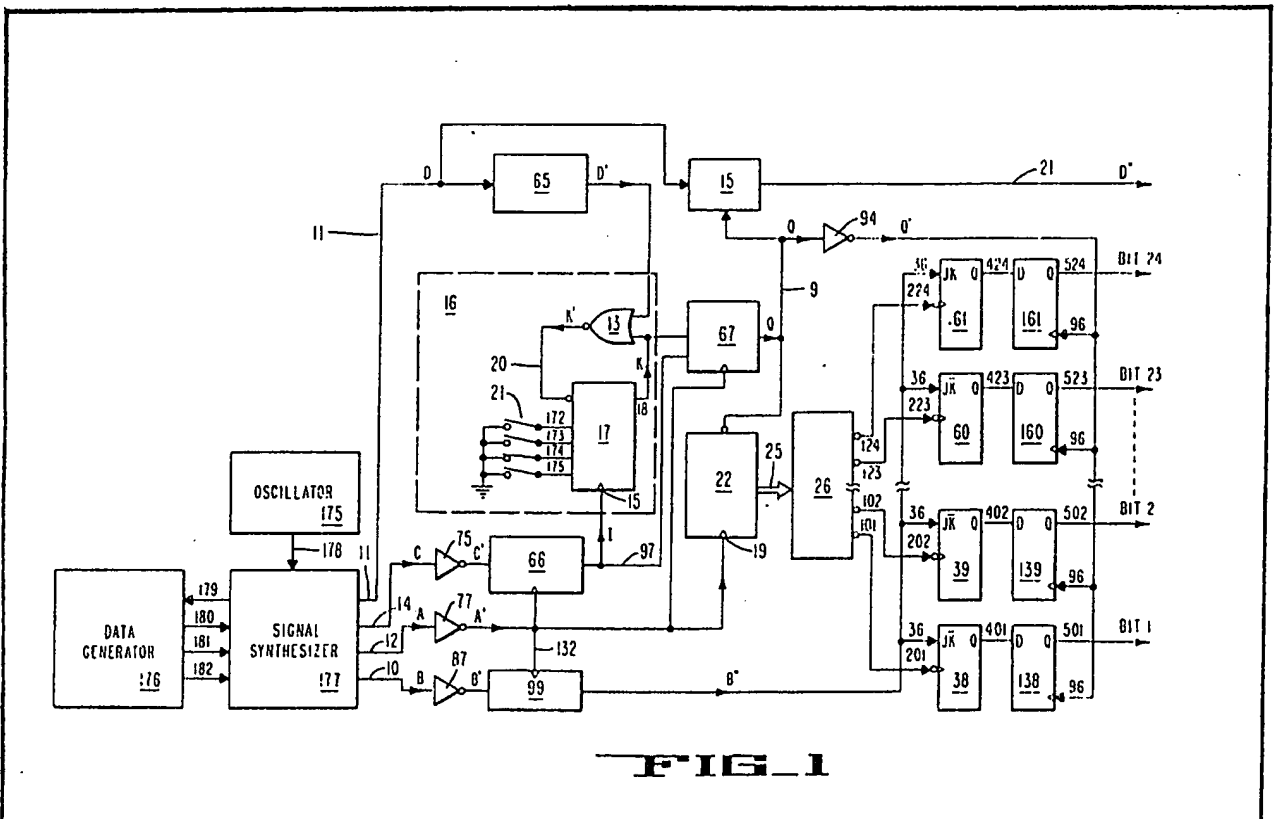 D
65
D'
15
21
D"
11
Q
94
Q'
16
K'
13
K
67
Q
9
20
21
172
173
174
175
17
18
15
36
JK Q
424
D Q
524
BIT 24
224
.61
161
96
36
JK̅ Q
423
D Q
523
BIT 23
223
60
160
96
22
25
26
124
123
102
101
19
36
JK̅ Q
402
D Q
502
BIT 2
202
39
139
96
36
JK̅ Q
401
D Q
501
BIT 1
201
38
138
96
OSCILLATOR
175
178
11
C
75
C'
66
I
97
14
A
77
A'
12
132
10
B
87
B'
99
B"
DATA
GENERATOR
176
179
180
181
182
SIGNAL
SYNTHESIZER
177
FIG_1